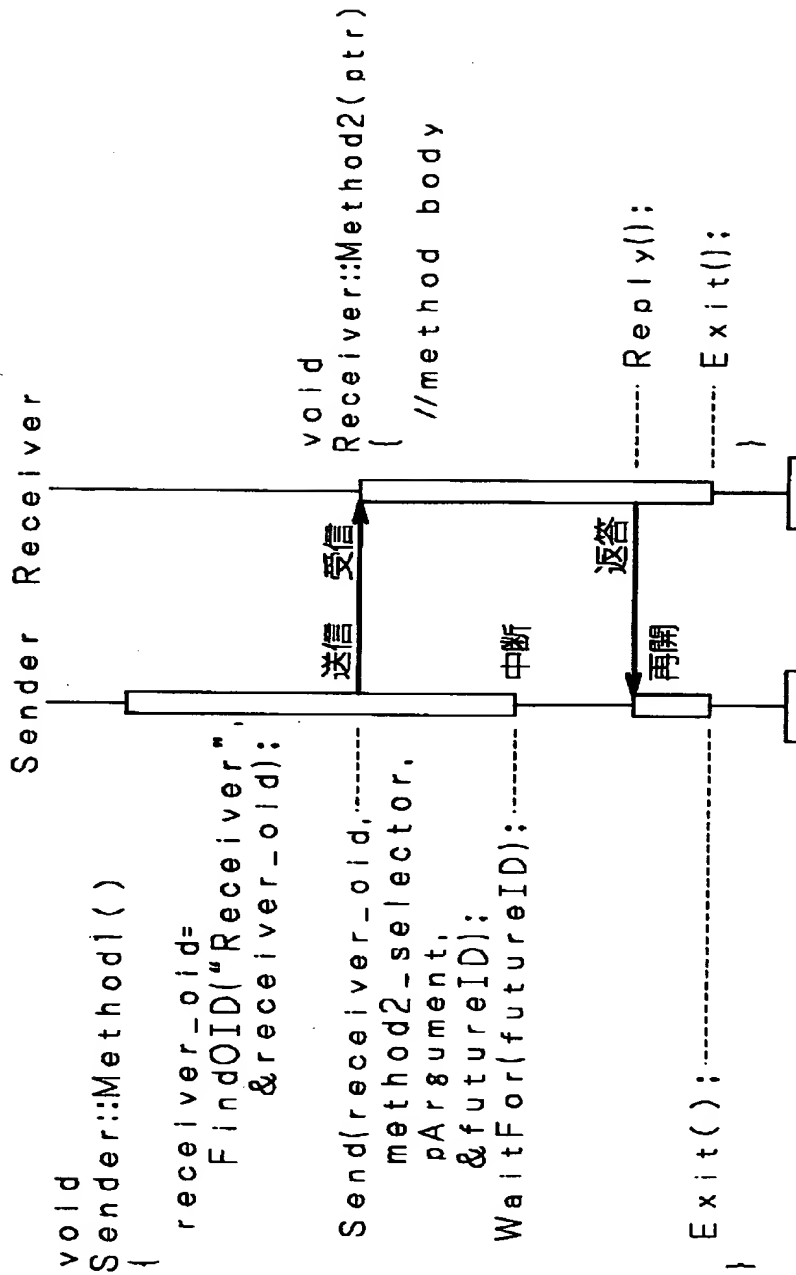 Sender Receiver
void
Sender::Method1()
{
receiver_oid=
FindOID("Receiver",
&receiver_oid);
Send(receiver_oid,
method2_selector,
pArgument,
&futureID);
WaitFor(futureID);
Exit();
}
送信 受信
中断
返答
再開
void
Receiver::Method2(ptr)
{
//method body
Reply();
Exit();
}